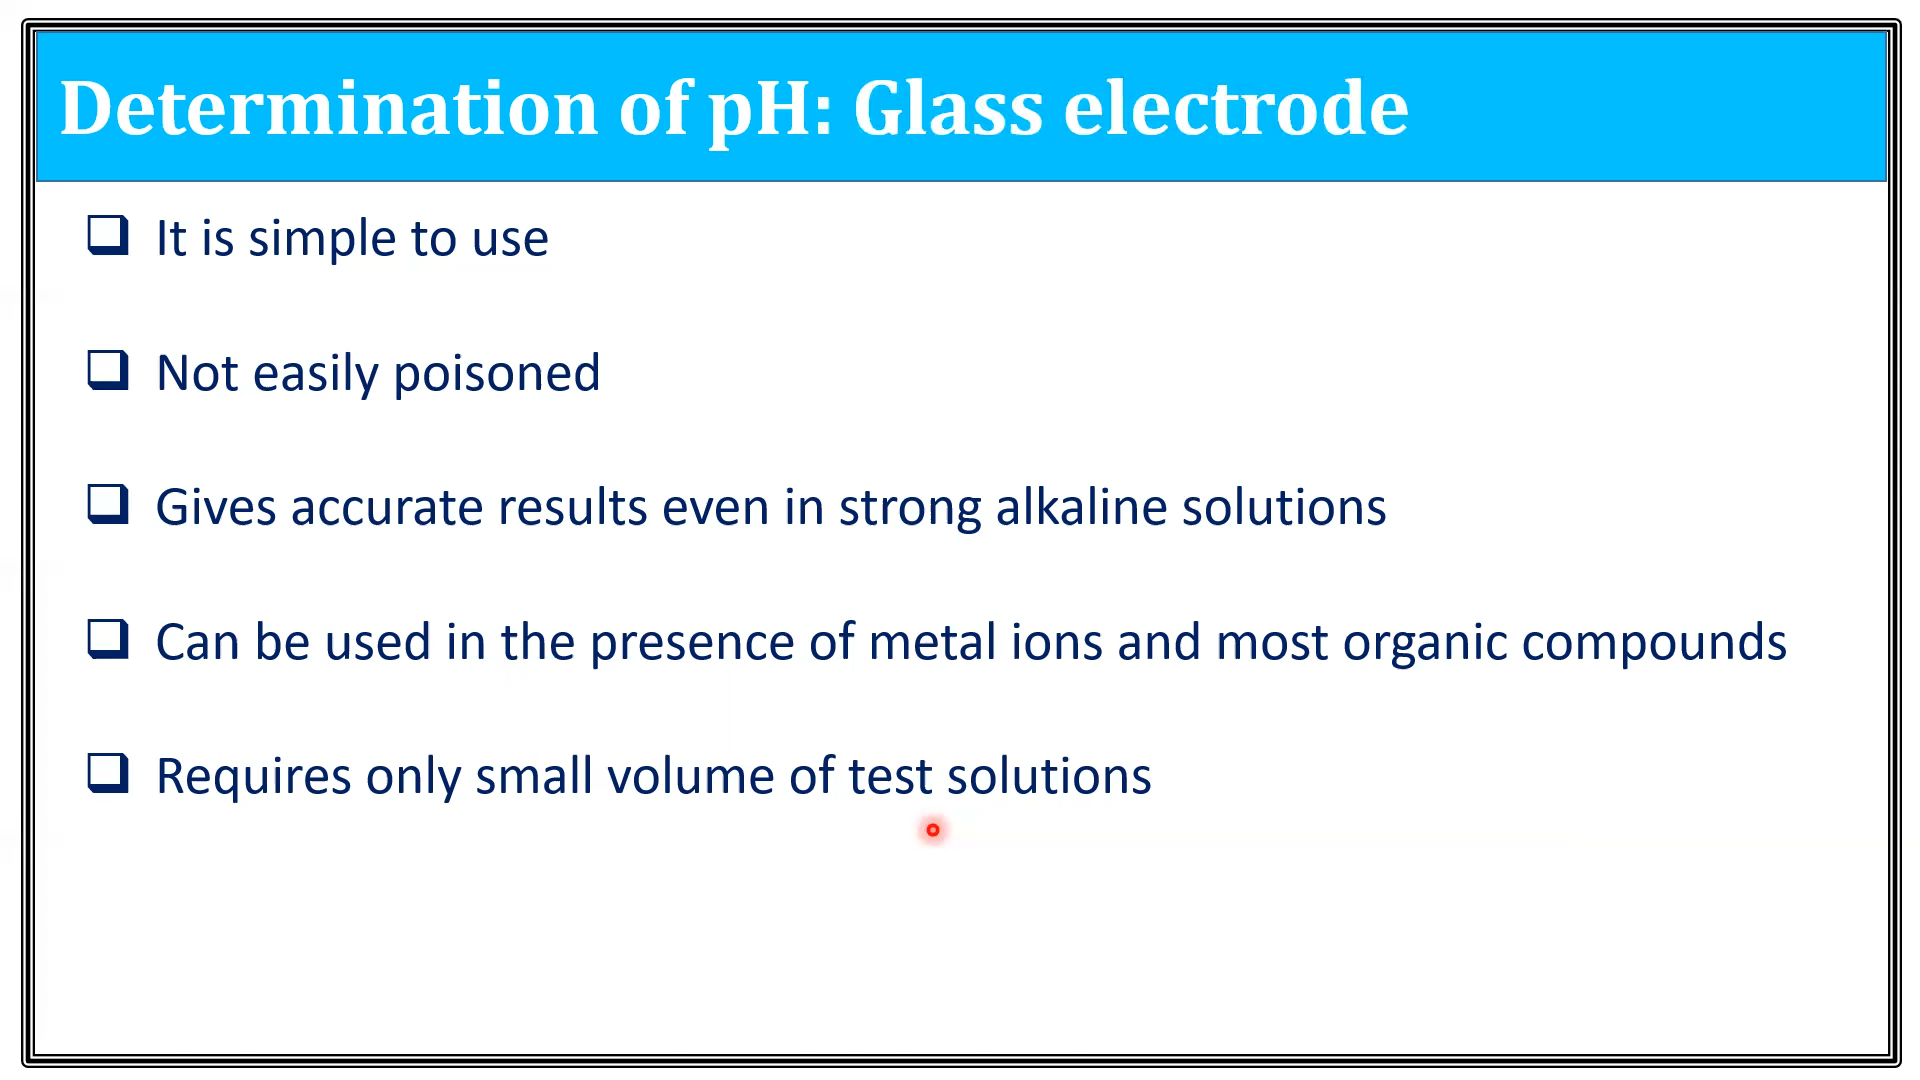 Determination of pH: Glass electrode
It is simple to use
Not easily poisoned
Gives accurate results even in strong alkaline solutions
Can be used in the presence of metal ions and most organic compounds
Requires only small volume of test solutions